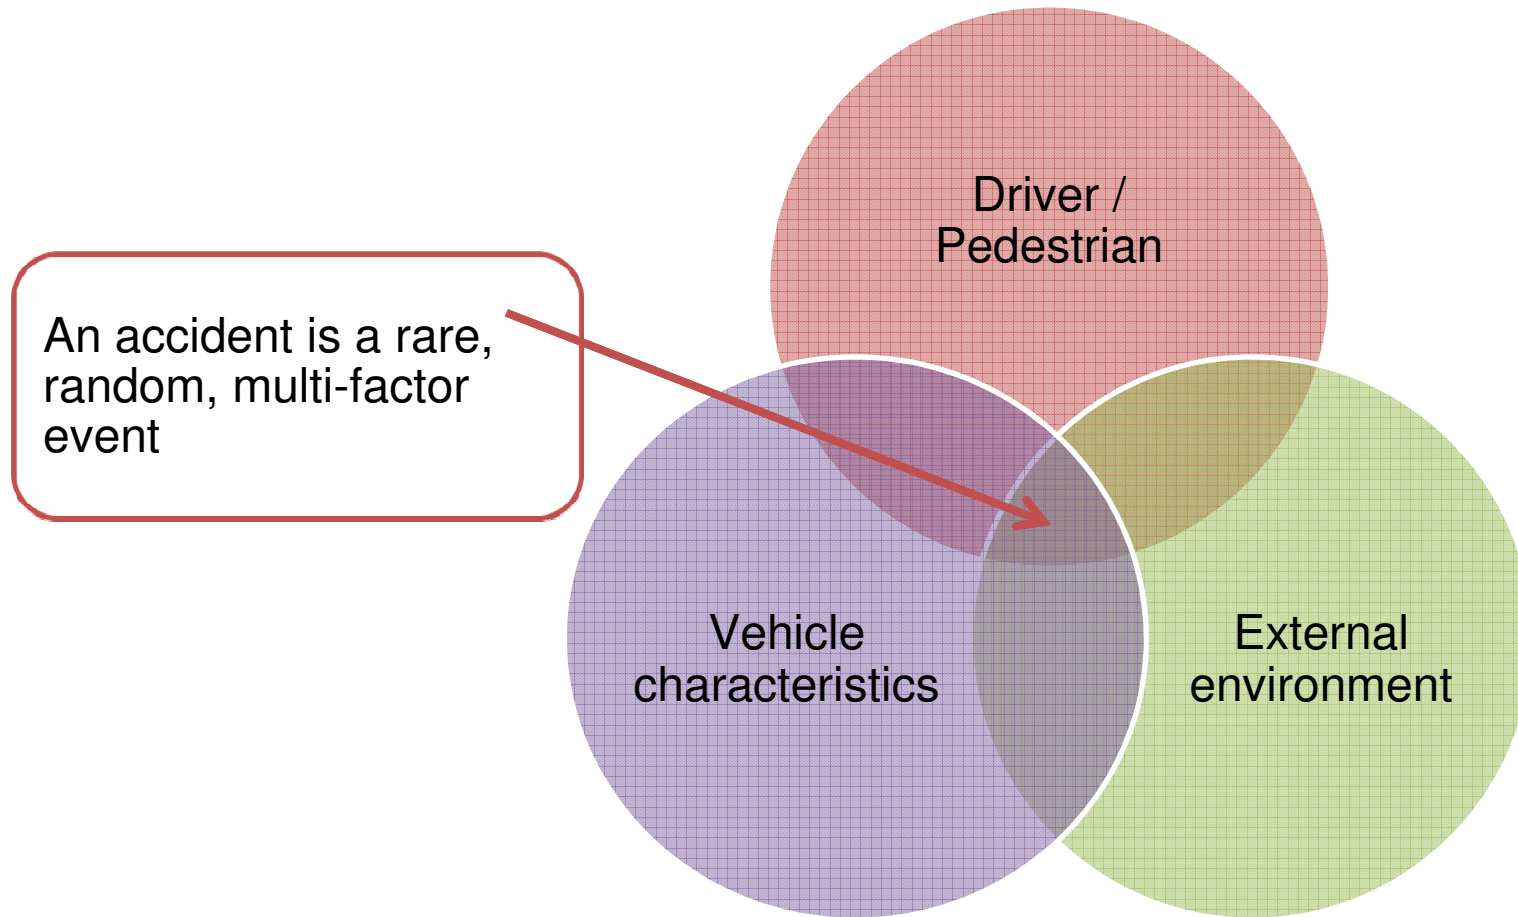 Driver /
Pedestrian
An accident is a rare,
random, multi-factor
event
Vehicle
characteristics
External
environment